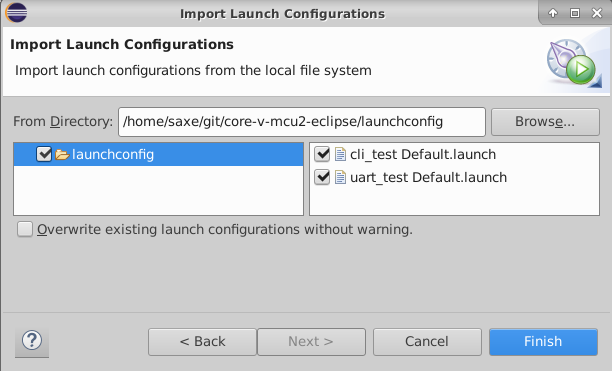 Import Launch Configurations
Import Launch Configurations
Import launch configurations from the local file system
From Directory: /home/saxe/git/core-v-mcu2-eclipse/launchconfig Browse...
launchconfig
cli_test Default.launch
uart_test Default.launch
Overwrite existing launch configurations without warning.
? < Back Next > Cancel Finish